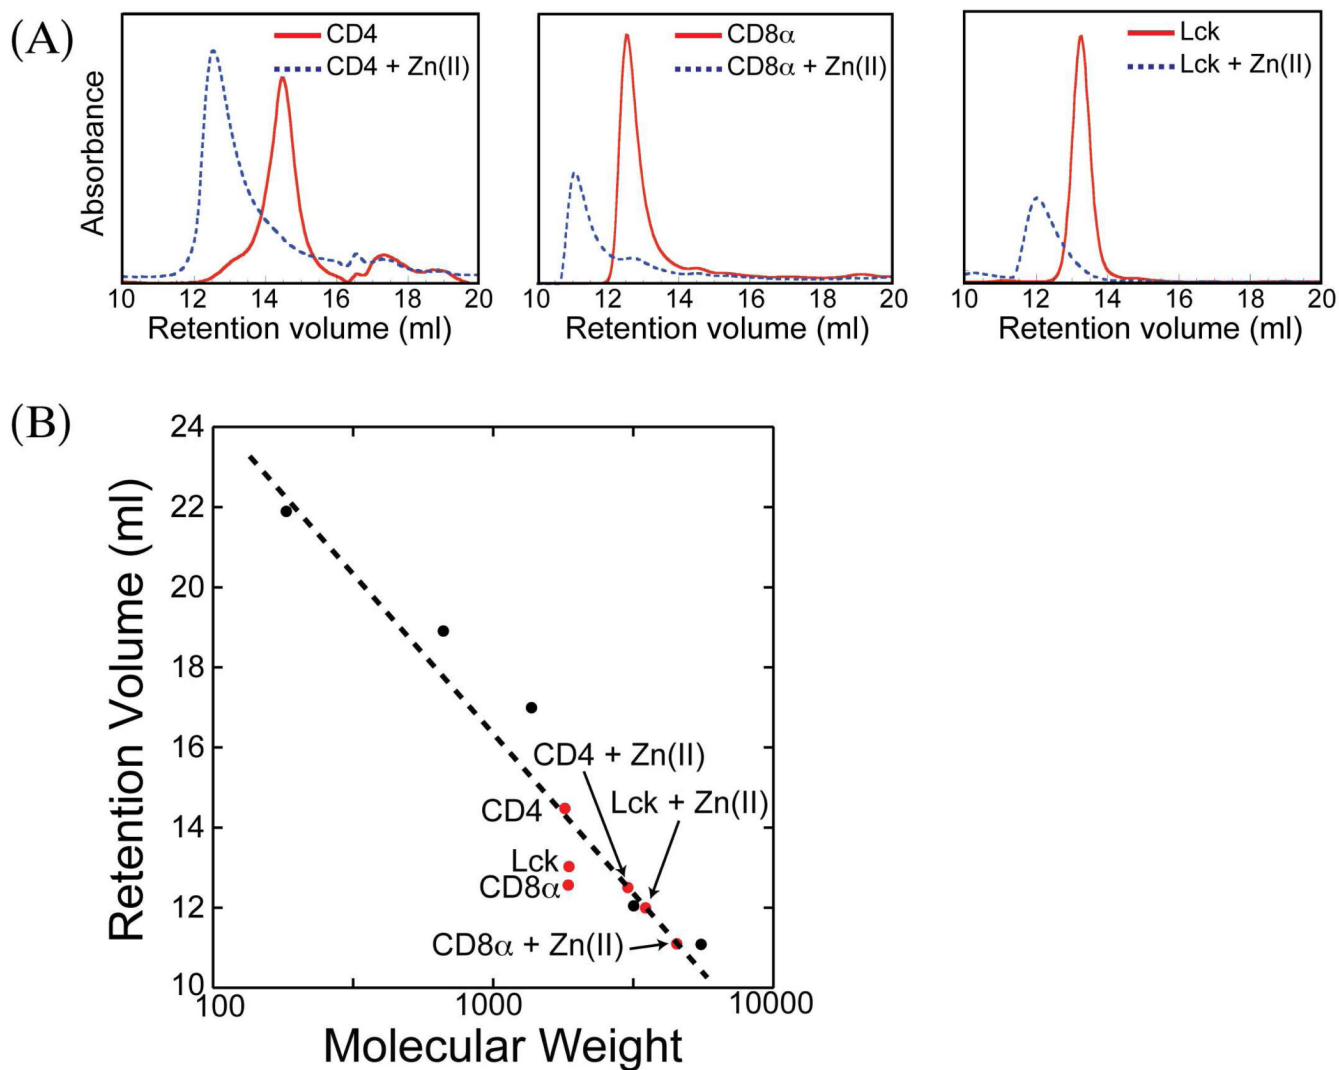 (A)
CD4
CD4 + Zn(II)
CD8α
CD8α + Zn(II)
Lck
Lck + Zn(II)
Absorbance
10 12 14 16 18 20
10 12 14 16 18 20
10 12 14 16 18 20
Retention volume (ml)
Retention volume (ml)
Retention volume (ml)
(B)
Retention Volume (ml)
24
22
20
18
16
14
12
10
CD4 + Zn(II)
Lck + Zn(II)
CD4
Lck
CD8α
CD8α + Zn(II)
100 1000 10000
Molecular Weight